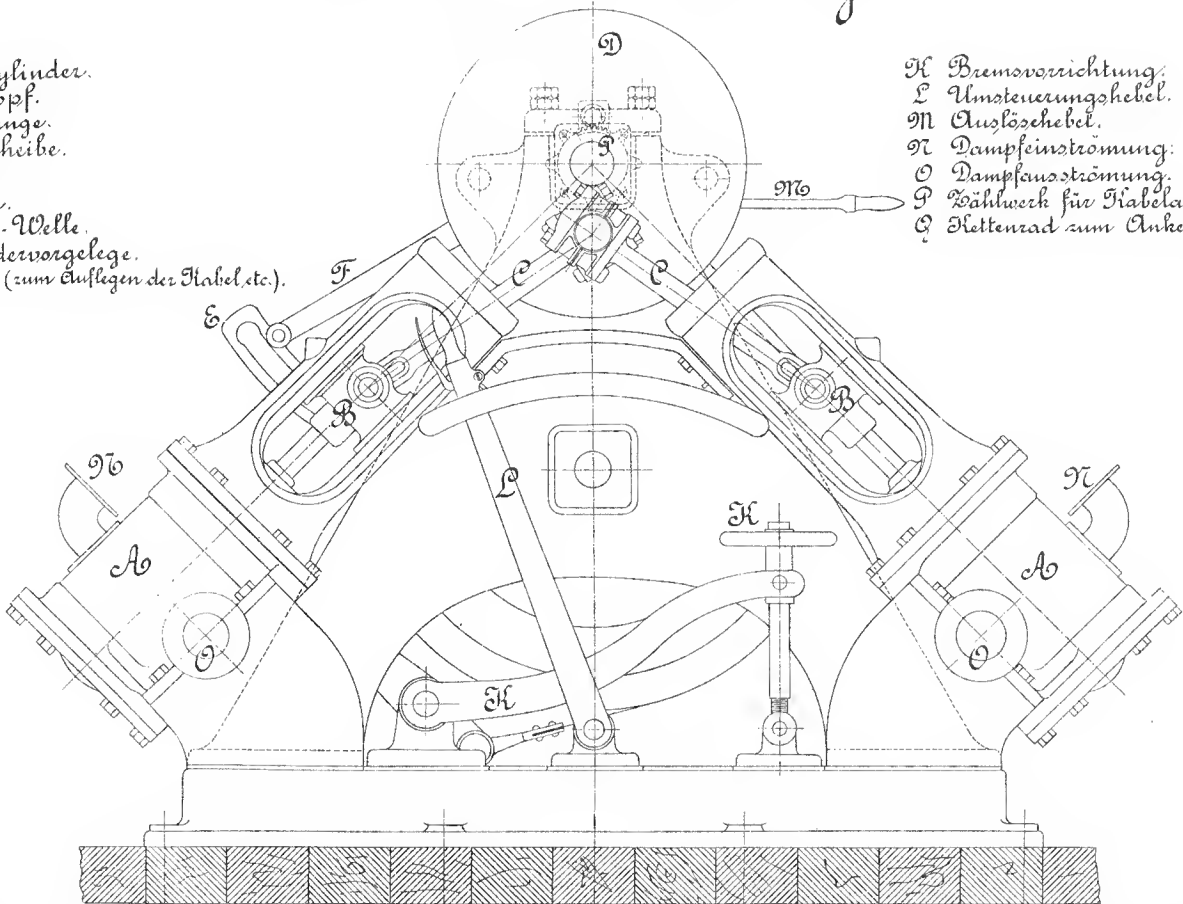 ylinder.
opf.
nge.
heibe.
.
-Welle.
dervorgelege.
(zum Auflegen der Kabel, etc.).
K Bremsvorrichtung.
L Umsteuerungshebel.
M Auslösehebel.
N Dampfeinströmung.
O Dampfausströmung.
P Zählwerk für Kabela
Q Kettenrad zum Anke
D
P
M
C C
F
E
B B
N N
L
K
A A
O O
K